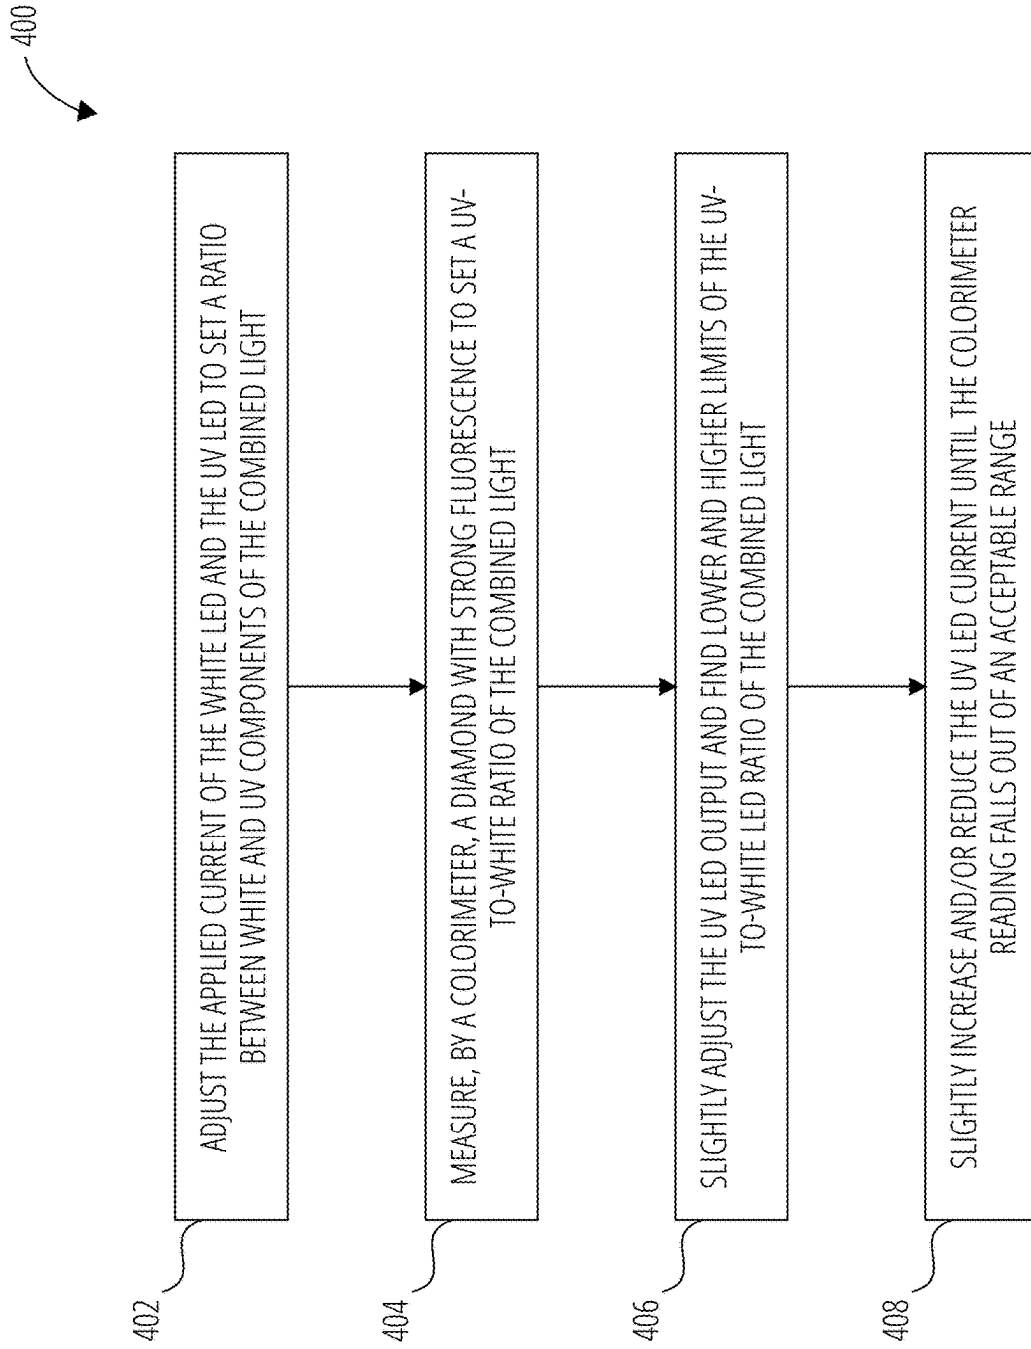 400
402
ADJUST THE APPLIED CURRENT OF THE WHITE LED AND THE UV LED TO SET A RATIO
BETWEEN WHITE AND UV COMPONENTS OF THE COMBINED LIGHT
404
MEASURE, BY A COLORIMETER, A DIAMOND WITH STRONG FLUORESCENCE TO SET A UV-
TO-WHITE RATIO OF THE COMBINED LIGHT
406
SLIGHTLY ADJUST THE UV LED OUTPUT AND FIND LOWER AND HIGHER LIMITS OF THE UV-
TO-WHITE LED RATIO OF THE COMBINED LIGHT
408
SLIGHTLY INCREASE AND/OR REDUCE THE UV LED CURRENT UNTIL THE COLORIMETER
READING FALLS OUT OF AN ACCEPTABLE RANGE